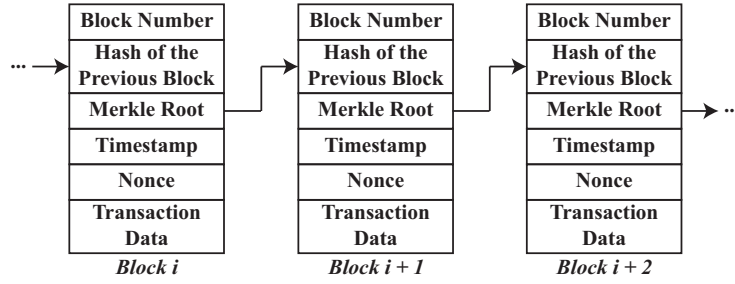 Block Number
Hash of the
Previous Block
Merkle Root
Timestamp
Nonce
Transaction
Data
Block i
Block Number
Hash of the
Previous Block
Merkle Root
Timestamp
Nonce
Transaction
Data
Block i + 1
Block Number
Hash of the
Previous Block
Merkle Root
Timestamp
Nonce
Transaction
Data
Block i + 2